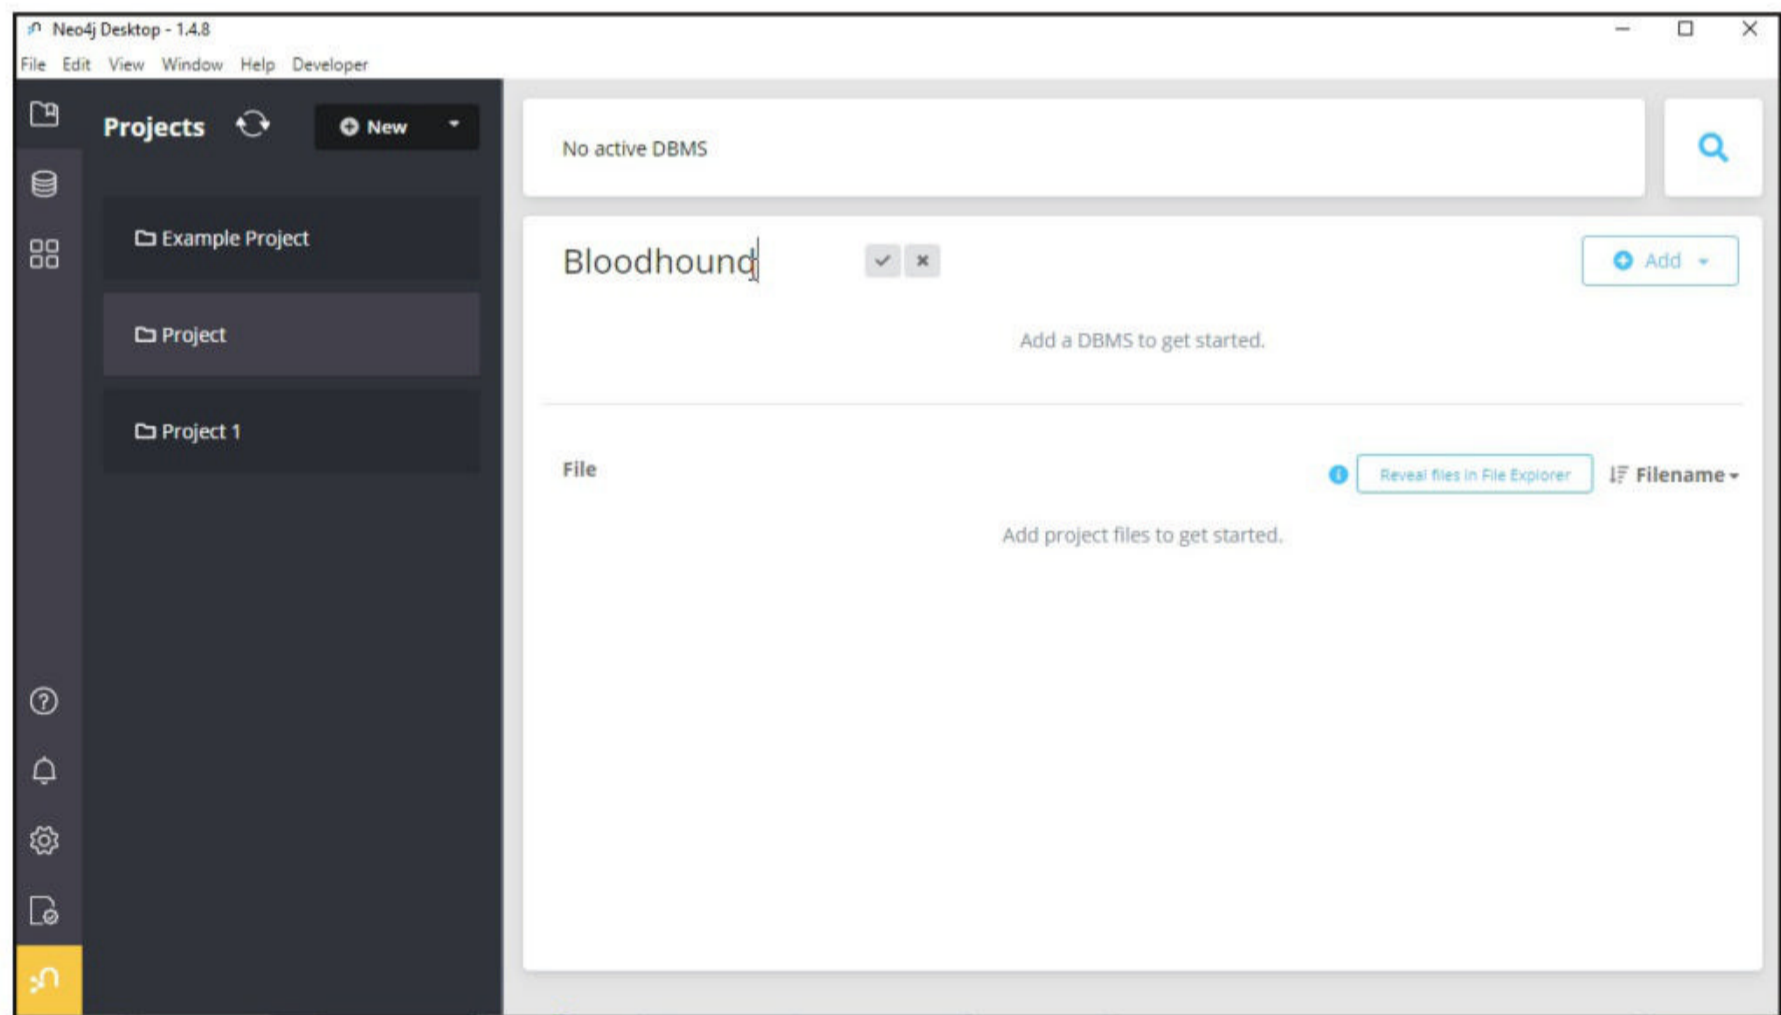 Neo4j Desktop - 1.4.8
File Edit View Window Help Developer
Projects
New
Example Project
Project
Project 1
No active DBMS
Bloodhound
Add
Add a DBMS to get started.
File
Reveal files in File Explorer
Filename
Add project files to get started.